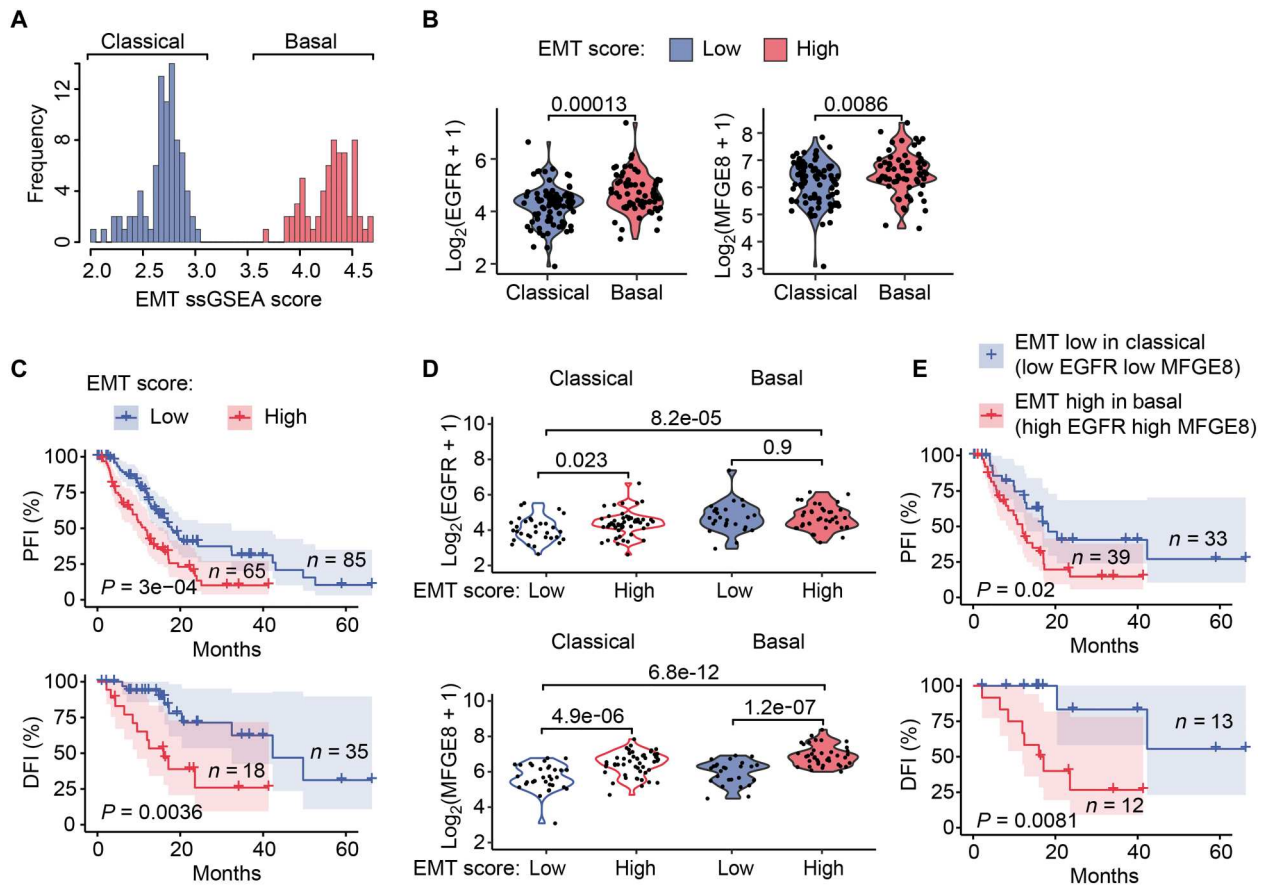 A
Classical
Basal
Frequency
12
8
4
0
2.0 2.5 3.0 3.5 4.0 4.5
EMT ssGSEA score
B
EMT score: Low High
0.00013
Log2(EGFR + 1)
6
4
2
Classical Basal
0.0086
Log2(MFGE8 + 1)
8
7
6
5
4
3
Classical Basal
C
EMT score:
Low High
PFI (%)
100
75
50
25
0
n = 85
n = 65
P = 3e−04
0 20 40 60
Months
DFI (%)
100
75
50
25
0
n = 35
n = 18
P = 0.0036
0 20 40 60
Months
D
Classical Basal
Log2(EGFR + 1)
10
8
6
4
2
8.2e-05
0.023
0.9
EMT score: Low High Low High
Classical Basal
Log2(MFGE8 + 1)
10
8
6
4
2
6.8e-12
4.9e-06
1.2e-07
EMT score: Low High Low High
E
EMT low in classical
(low EGFR low MFGE8)
EMT high in basal
(high EGFR high MFGE8)
PFI (%)
100
75
50
25
0
n = 33
n = 39
P = 0.02
0 20 40 60
Months
DFI (%)
100
75
50
25
0
n = 13
n = 12
P = 0.0081
0 20 40 60
Months